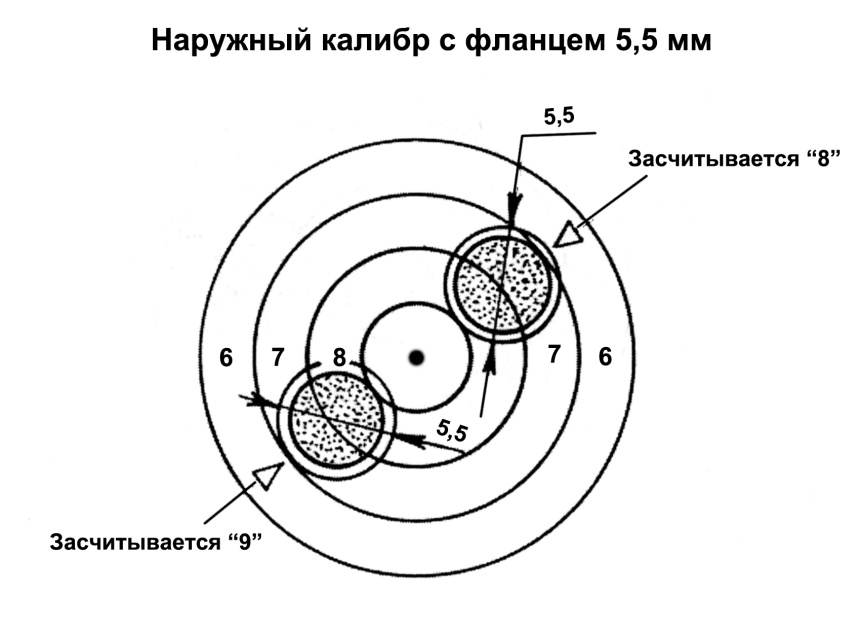 Наружный калибр с фланцем 5,5 мм
5,5
Засчитывается “8”
6 7 8 7 6
5,5
Засчитывается “9”